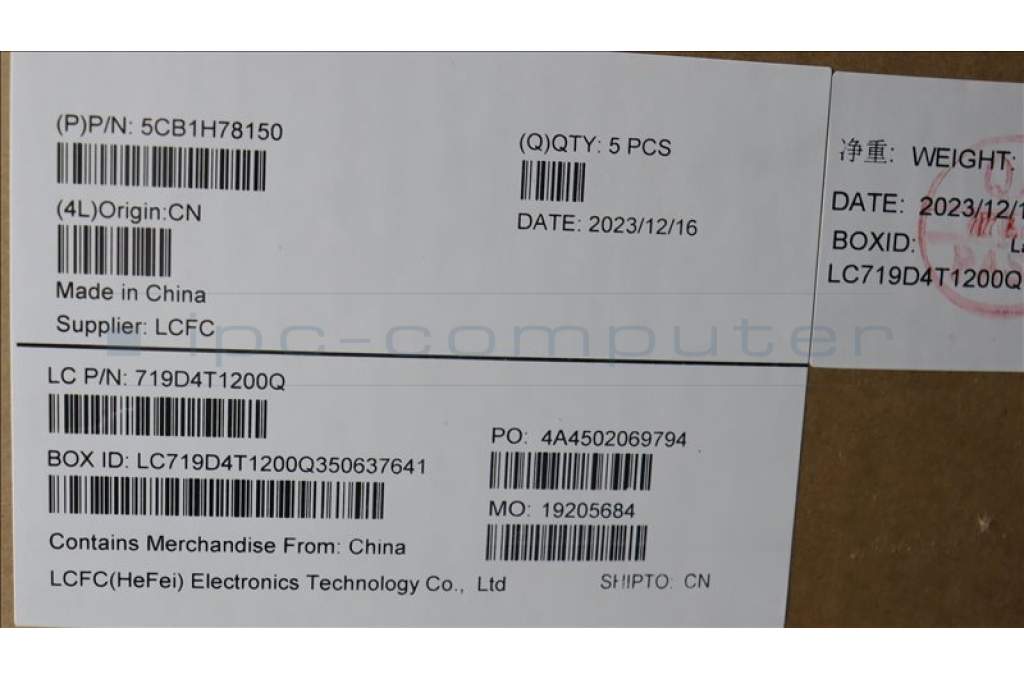 (P)P/N: 5CB1H78150
(Q)QTY: 5 PCS
(4L)Origin:CN
DATE: 2023/12/16
Made in China
Supplier: LCFC
ipc-computer
LC P/N: 719D4T1200Q
PO: 4A4502069794
BOX ID: LC719D4T1200Q350637641
MO: 19205684
Contains Merchandise From: China
LCFC(HeFei) Electronics Technology Co., Ltd
SHIPTO: CN
净重: WEIGHT:
DATE: 2023/12/1
BOXID:
LC719D4T1200Q